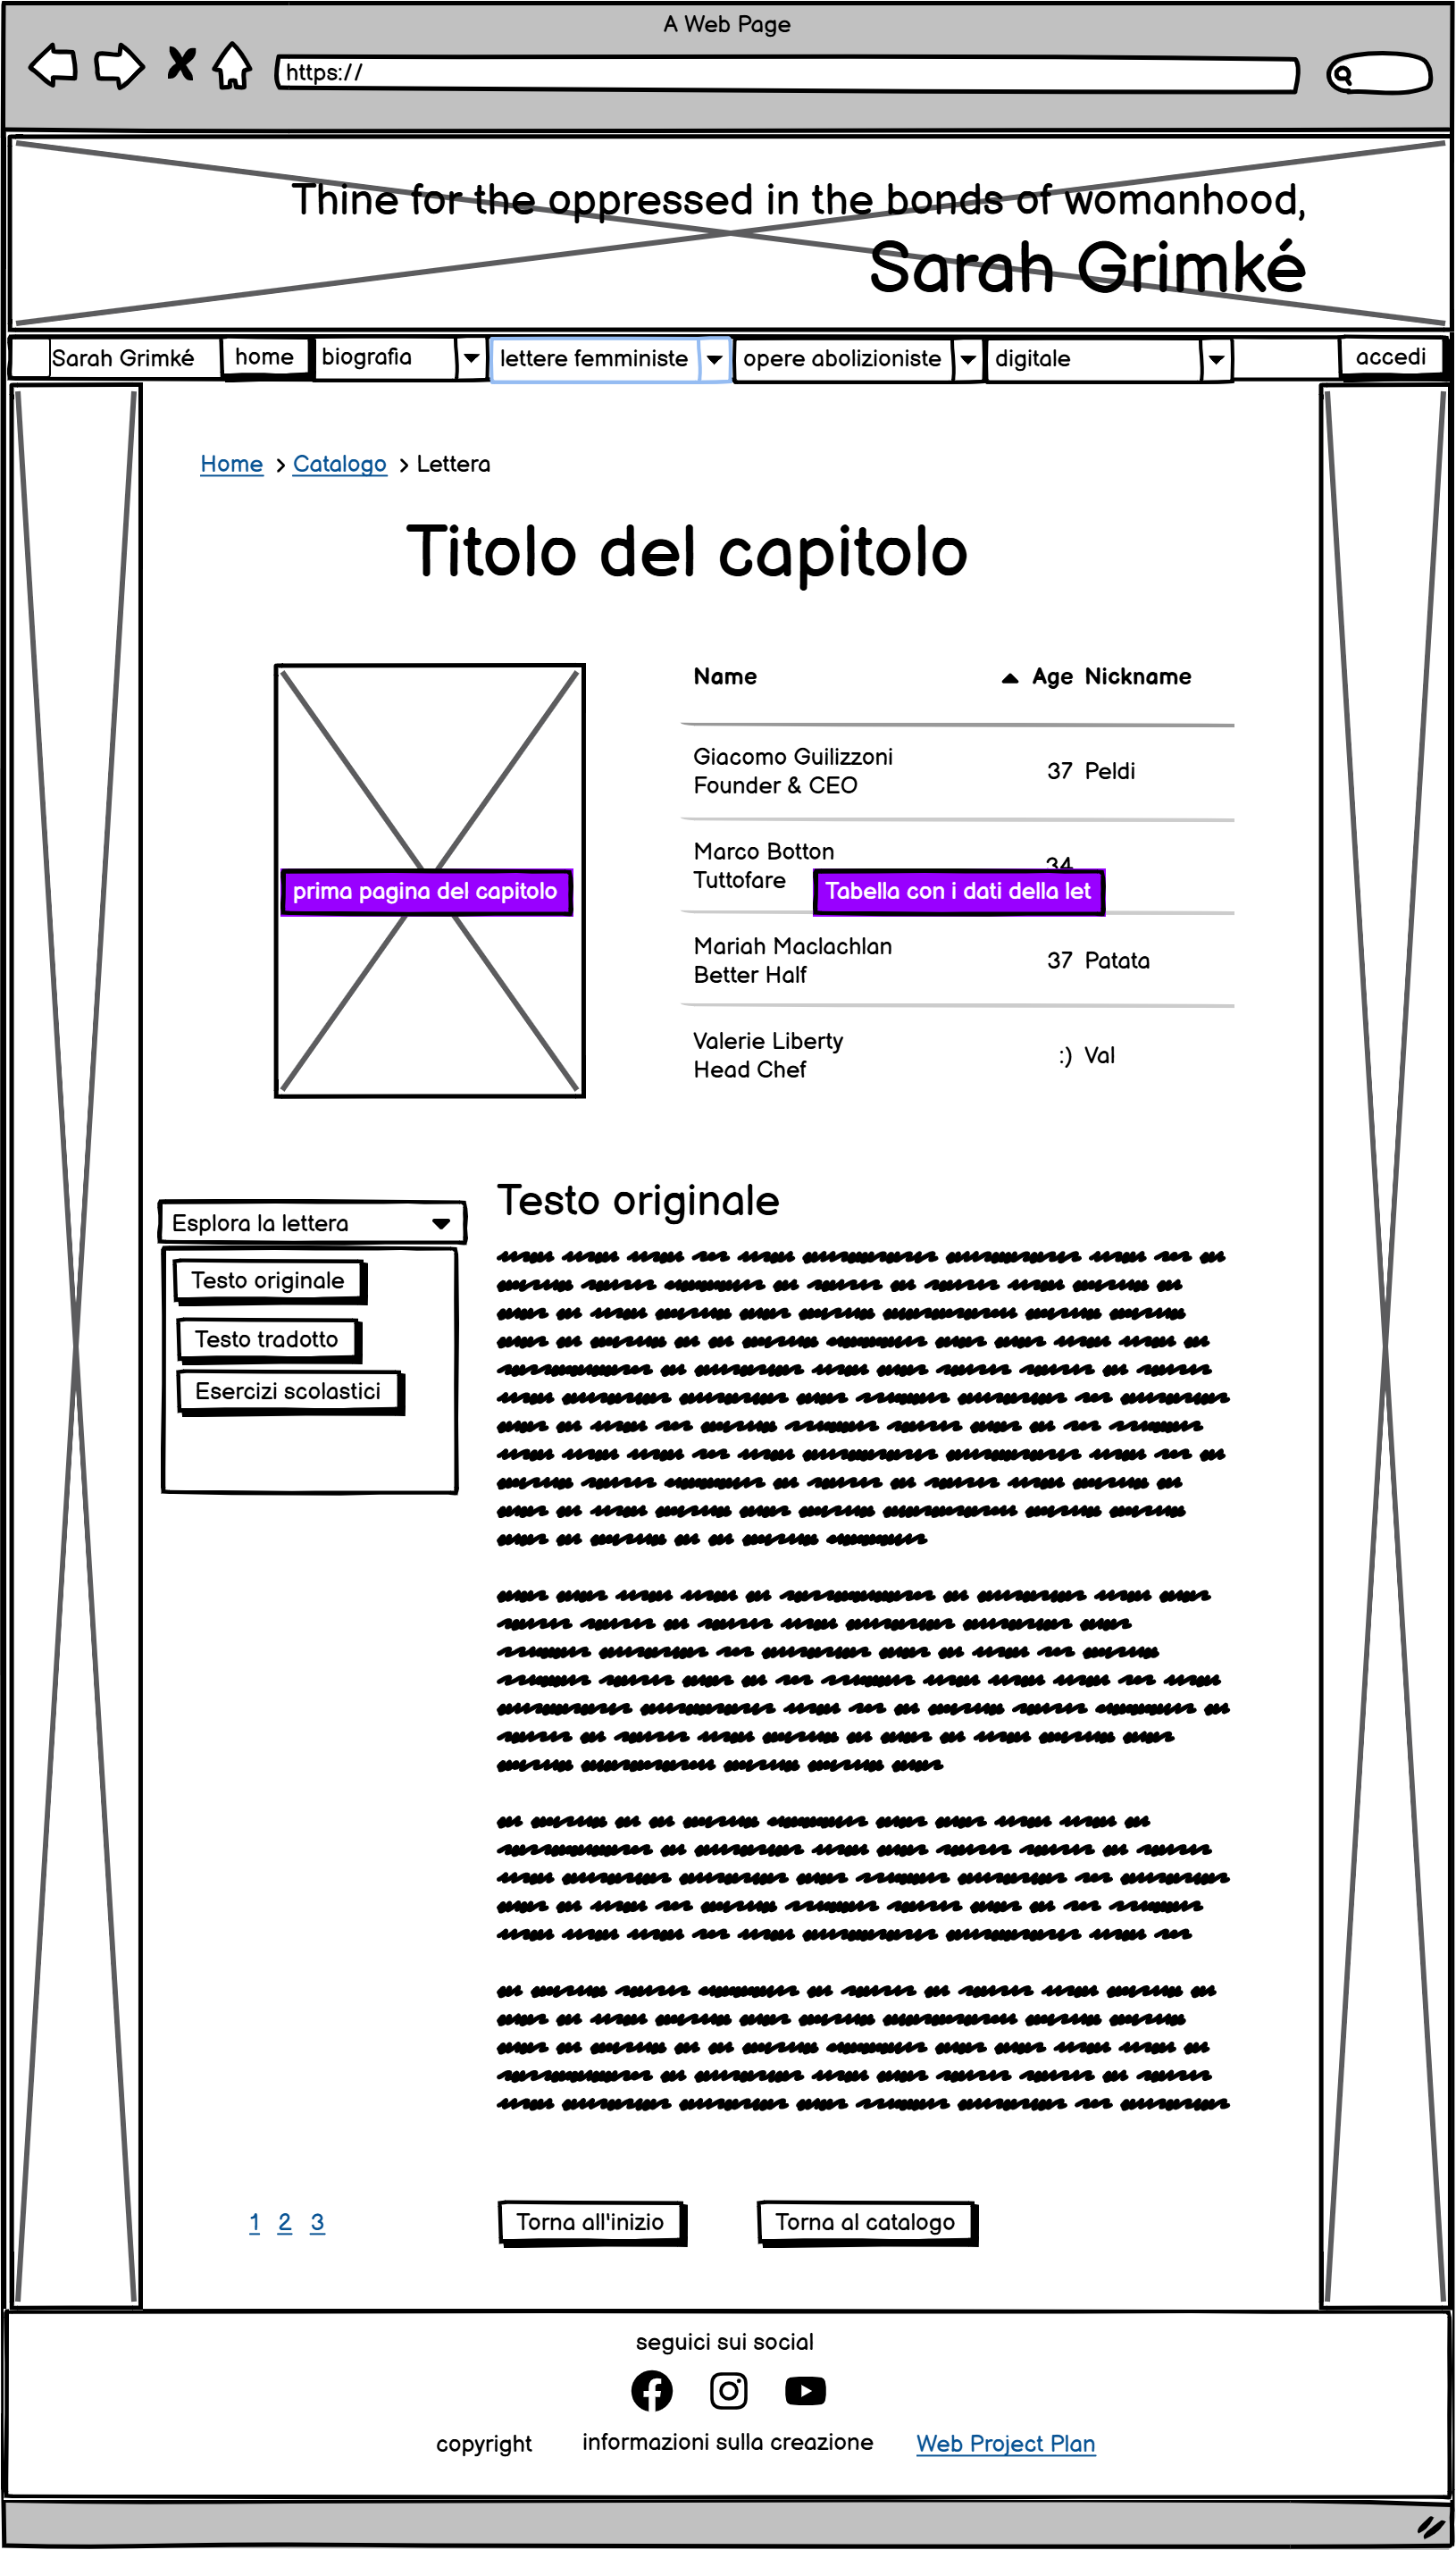 A Web Page
https://
Thine for the oppressed in the bonds of womanhood,
Sarah Grimké
Sarah Grimké home biografia lettere femministe opere abolizioniste digitale accedi
Home > Catalogo > Lettera
Titolo del capitolo
Name Age Nickname
Giacomo Guilizzoni
Founder & CEO
37 Peldi
Marco Botton
Tuttofare
34
prima pagina del capitolo
Tabella con i dati della let
Mariah Maclachlan
Better Half
37 Patata
Valerie Liberty
Head Chef
:) Val
Esplora la lettera
Testo originale
Testo tradotto
Esercizi scolastici
Testo originale
1 2 3
Torna all'inizio
Torna al catalogo
seguici sui social
copyright informazioni sulla creazione Web Project Plan